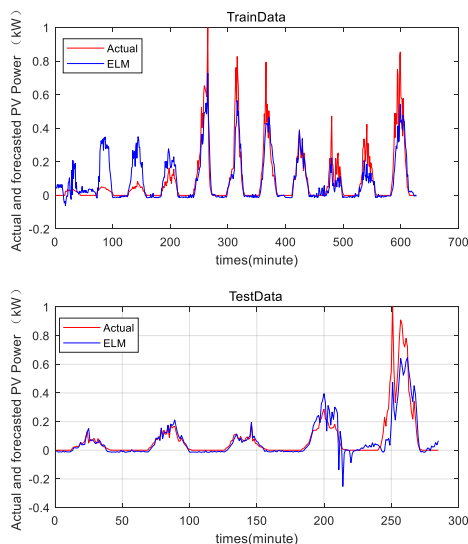 TrainData
Actual and forecasted PV Power （kW）
1
0.8
0.6
0.4
0.2
0
-0.2
Actual
ELM
0 100 200 300 400 500 600 700
times(minute)
TestData
Actual and forecasted PV Power （kW）
1
0.8
0.6
0.4
0.2
0
-0.2
-0.4
Actual
ELM
0 50 100 150 200 250 300
times(minute)